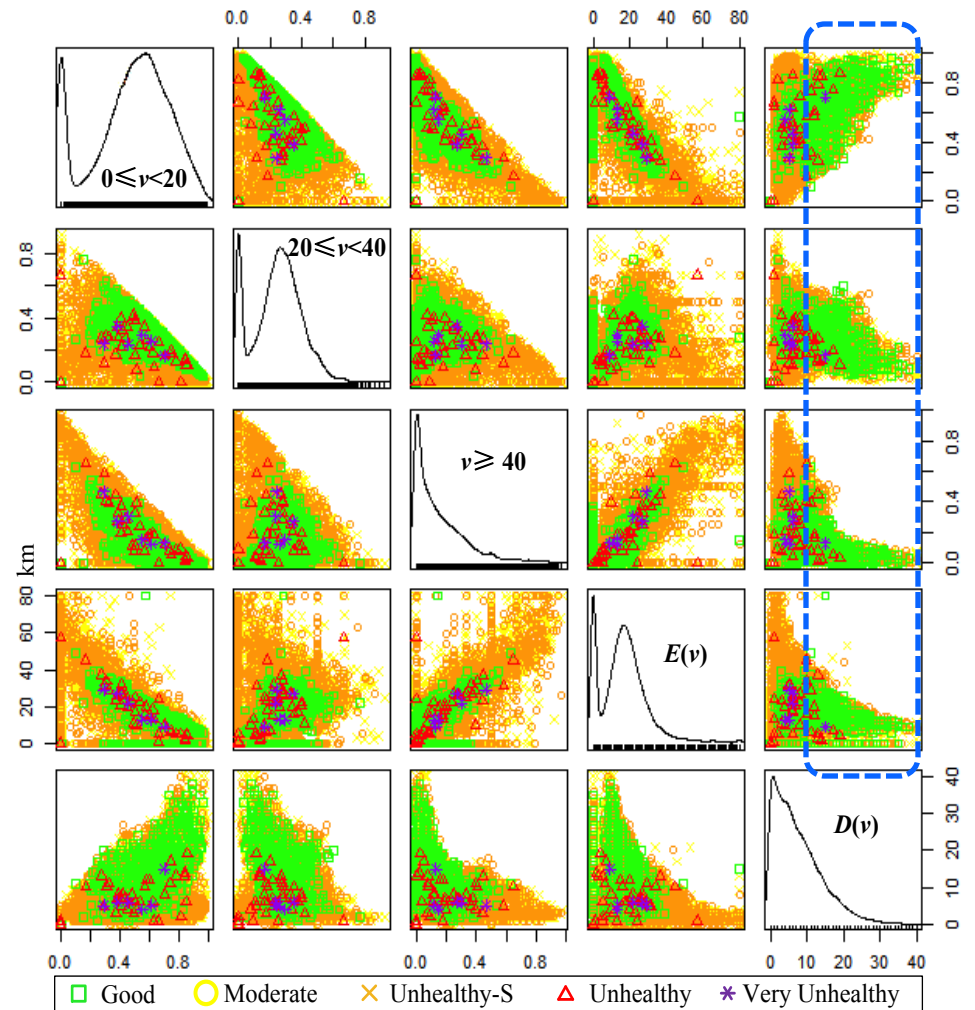 0.0 0.4 0.8 0 20 40 60 80
0≤v<20
0.0 0.4 0.8
20≤v<40
0.0 0.4 0.8
v≥ 40
0.0 0.4 0.8
km
0 20 40 60 80
E(v)
D(v)
0 10 20 30 40
0.0 0.4 0.8 0.0 0.4 0.8 0 10 20 30 40
Good Moderate Unhealthy-S Unhealthy Very Unhealthy